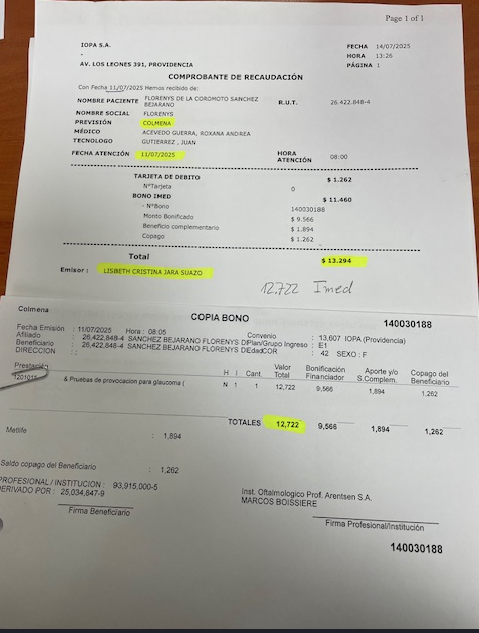 Page 1 of 1
IOPA S.A.
-
AV. LOS LEONES 391, PROVIDENCIA
FECHA 14/07/2025
HORA 13:26
PÁGINA 1
COMPROBANTE DE RECAUDACIÓN
Con Fecha 11/07/2025 Hemos recibido de:
NOMBRE PACIENTE FLORENYS DE LA COROMOTO SANCHEZ BEJARANO R.U.T. 26.422.848-4
NOMBRE SOCIAL FLORENYS
PREVISIÓN COLMENA
MÉDICO ACEVEDO GUERRA, ROXANA ANDREA
TECNOLOGO GUTIERREZ , JUAN
FECHA ATENCIÓN 11/07/2025 HORA ATENCIÓN 08:00
TARJETA DE DEBITO $ 1.262
NºTarjeta 0
BONO IMED $ 11.460
- NºBono 140030188
Monto Bonificado $ 9.566
Beneficio complementario $ 1.894
Copago $ 1.262
Total $ 13.294
Emisor : LISBETH CRISTINA JARA SUAZO
12,722 Imed
Colmena
COPIA BONO 140030188
Fecha Emisión : 11/07/2025 Hora : 08:05 Convenio : 13,607 IOPA (Providencia)
Afiliado : 26,422,848-4 SANCHEZ BEJARANO FLORENYS D Plan/Grupo Ingreso : E1
Beneficiario : 26,422,848-4 SANCHEZ BEJARANO FLORENYS D EdadCOR : 42 SEXO : F
DIRECCION : ;
Prestación H I Cant. Valor Total Bonificación Financiador Aporte y/o S.Complem. Copago del Beneficiario
1201015 & Pruebas de provocacion para glaucoma ( N 1 1 12,722 9,566 1,894 1,262
TOTALES 12,722 9,566 1,894 1,262
Metlife : 1,894
Saldo copago del Beneficiario : 1,262
PROFESIONAL / INSTITUCION : 93,915,000-5
DERIVADO POR : 25,034,847-9
Firma Beneficiario
Inst. Oftalmologico Prof. Arentsen S.A.
MARCOS BOISSIERE
Firma Profesional/Institución
140030188